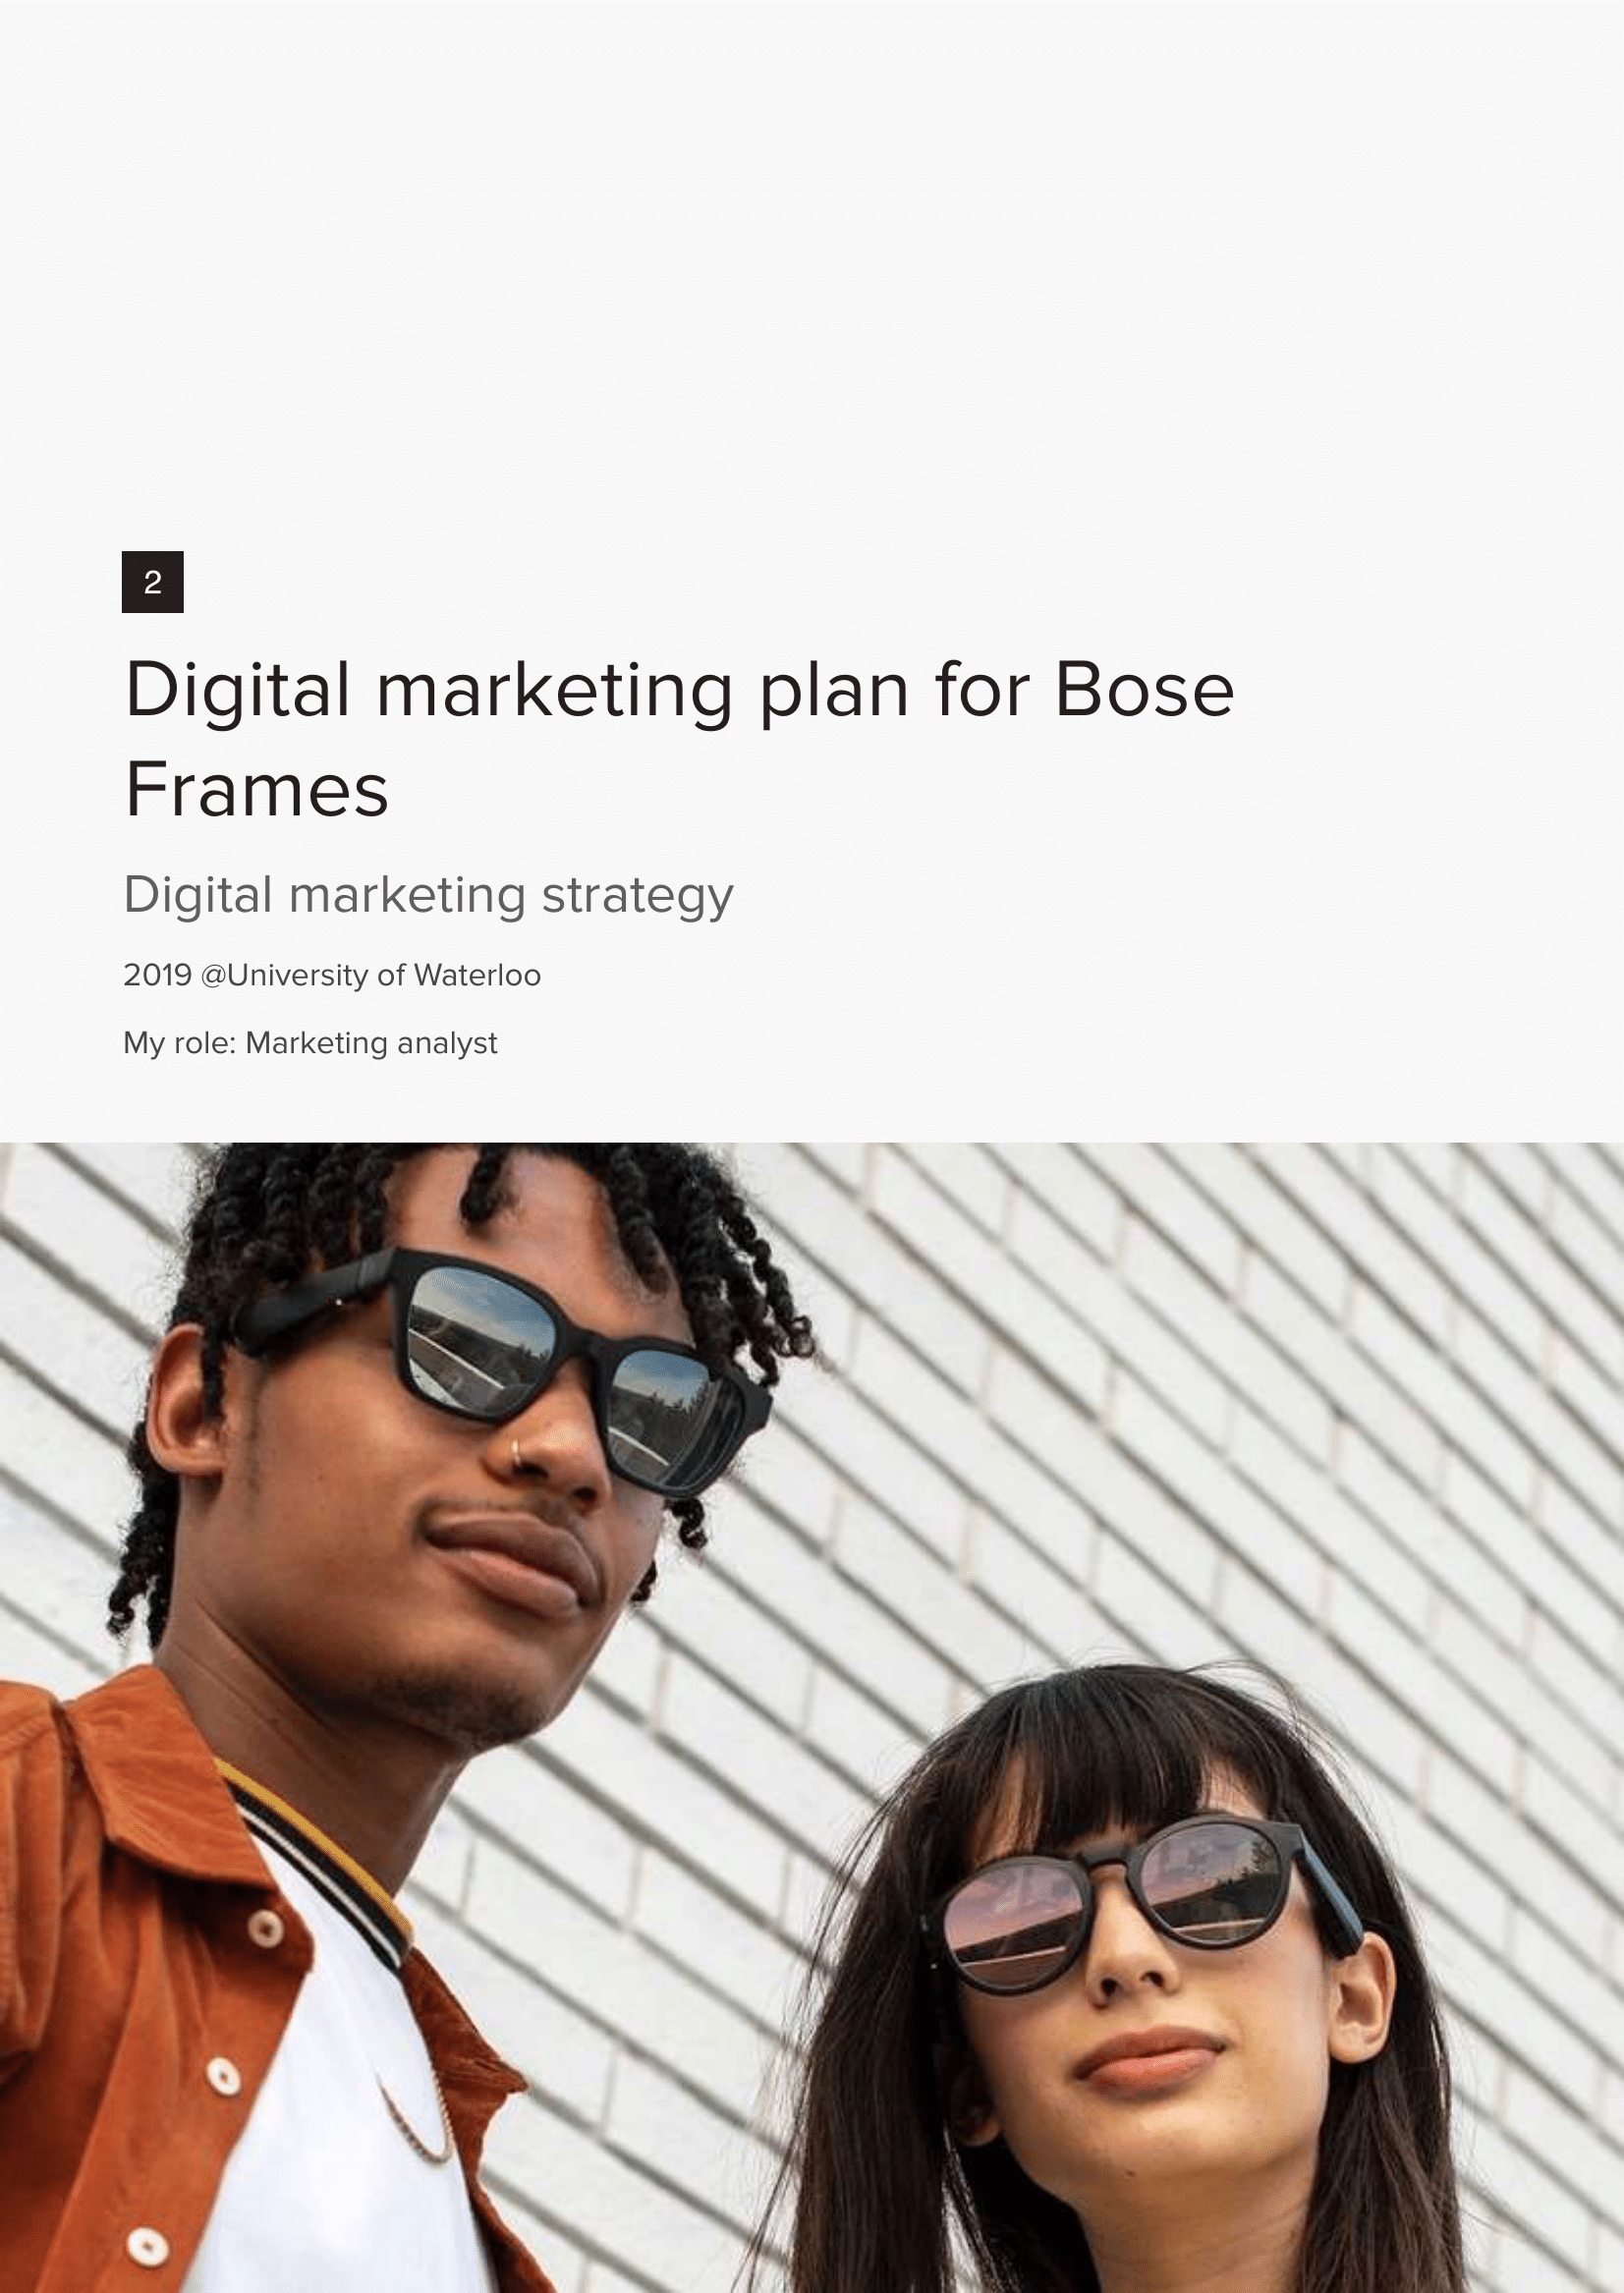 2
Digital marketing plan for Bose
Frames
Digital marketing strategy
2019 @University of Waterloo
My role: Marketing analyst